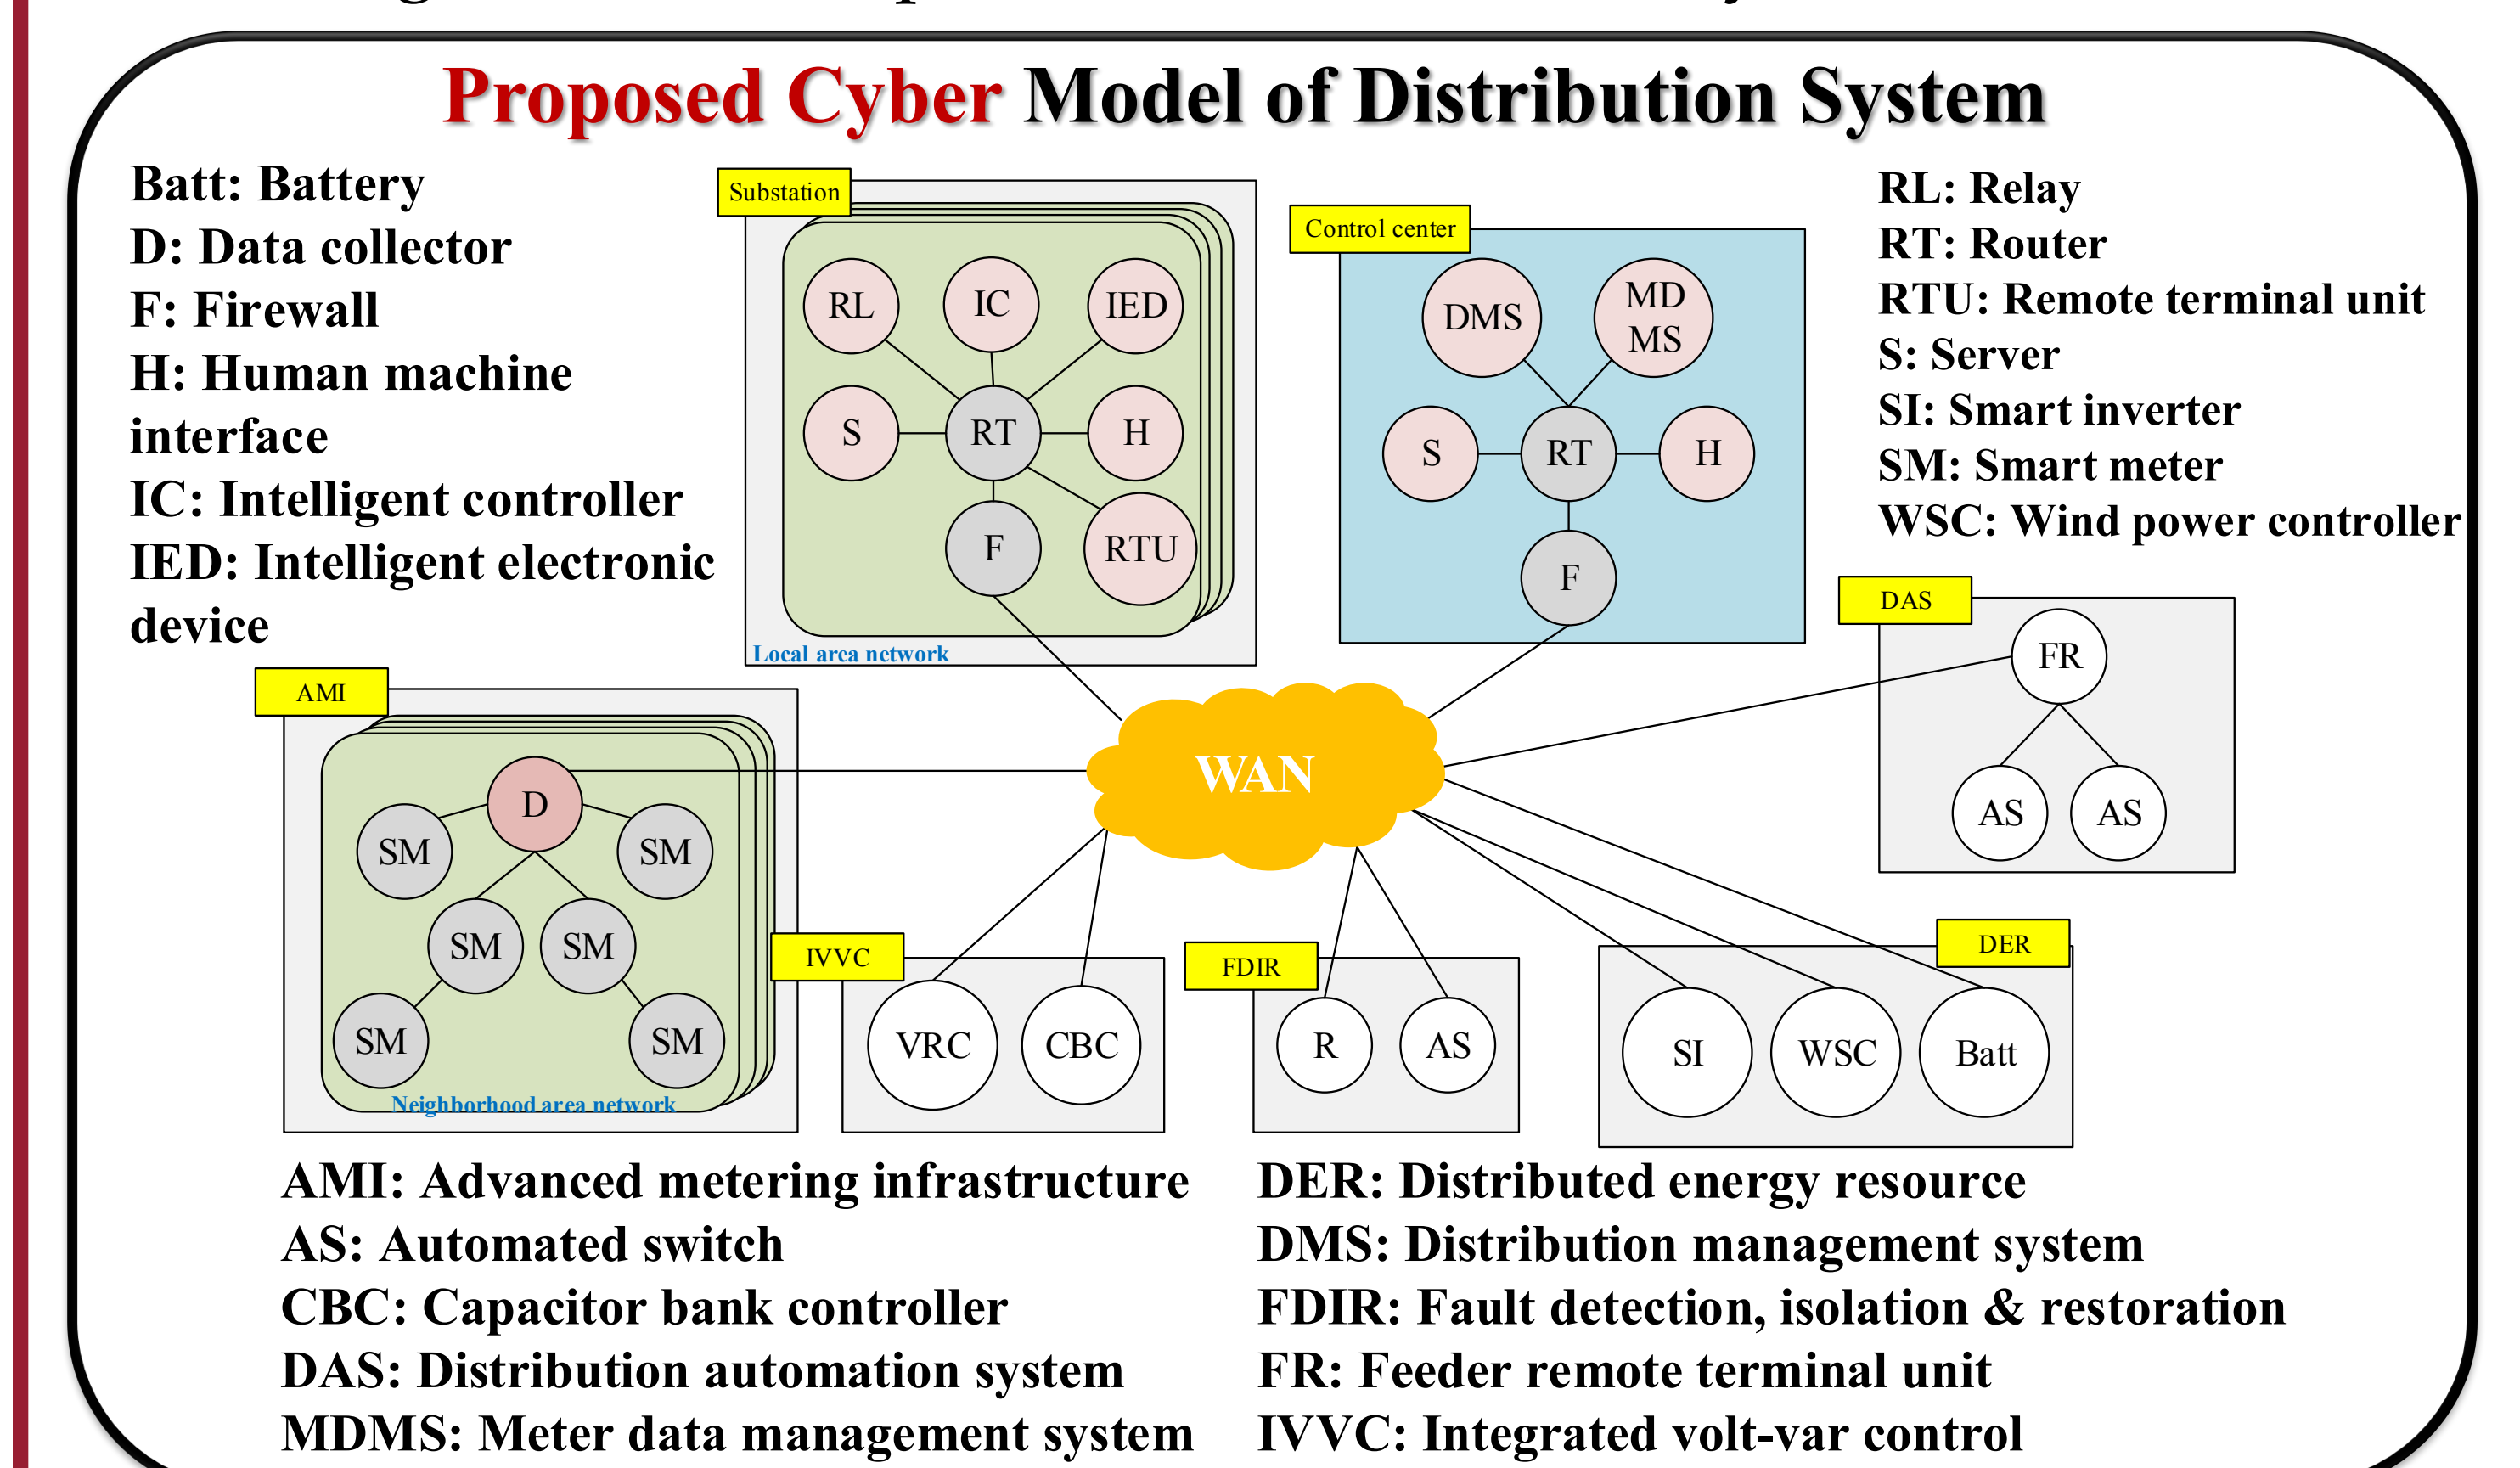 Proposed Cyber Model of Distribution System
Batt: Battery
D: Data collector
F: Firewall
H: Human machine
interface
IC: Intelligent controller
IED: Intelligent electronic
device
Substation
RL
IC
IED
S
RT
H
F
RTU
Local area network
Control center
DMS
MD
MS
S
RT
H
F
RL: Relay
RT: Router
RTU: Remote terminal unit
S: Server
SI: Smart inverter
SM: Smart meter
WSC: Wind power controller
DAS
FR
AS
AS
AMI
D
SM
SM
SM
SM
SM
SM
Neighborhood area network
WAN
IVVC
VRC
CBC
FDIR
R
AS
DER
SI
WSC
Batt
AMI: Advanced metering infrastructure
AS: Automated switch
CBC: Capacitor bank controller
DAS: Distribution automation system
MDMS: Meter data management system
DER: Distributed energy resource
DMS: Distribution management system
FDIR: Fault detection, isolation & restoration
FR: Feeder remote terminal unit
IVVC: Integrated volt-var control